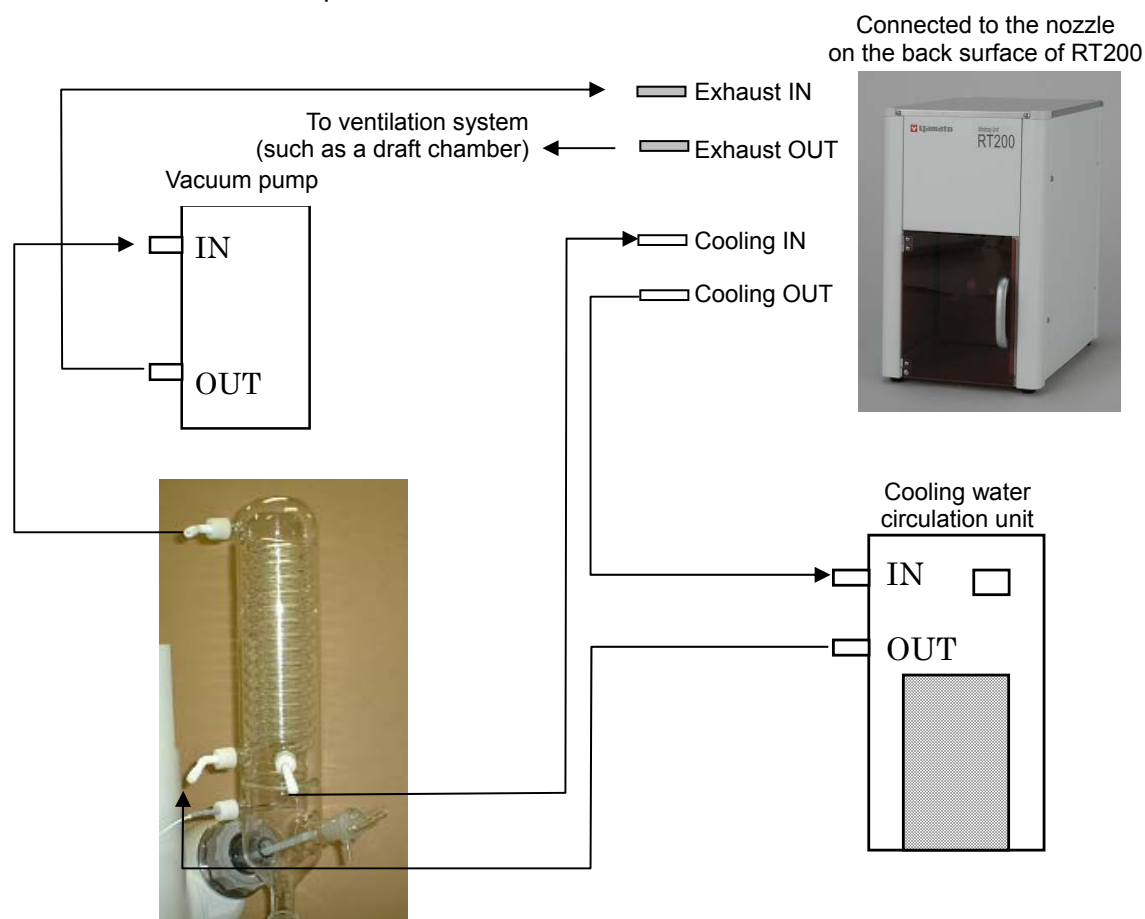 Connected to the nozzle
on the back surface of RT200
Exhaust IN
To ventilation system
(such as a draft chamber)
Exhaust OUT
Vacuum pump
IN
OUT
Cooling IN
Cooling OUT
Yamato
RT200
Cooling water
circulation unit
IN
OUT